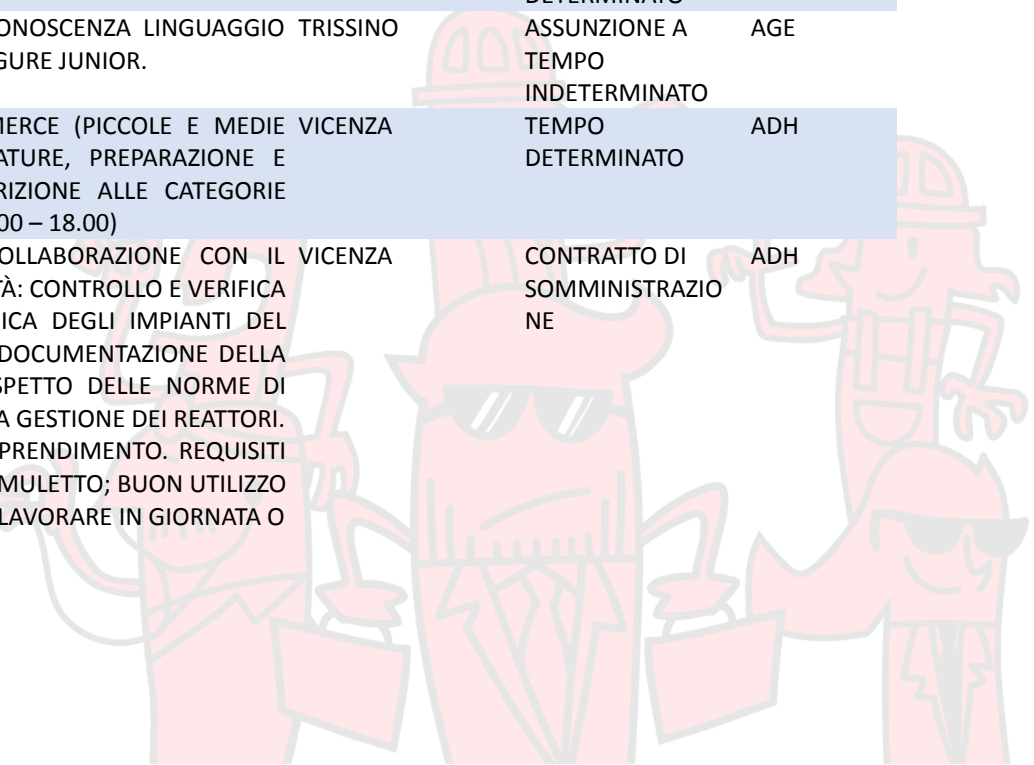 ONOSCENZA LINGUAGGIO TRISSINO ASSUNZIONE A AGE
GURE JUNIOR. TEMPO
INDETERMINATO
MERCE (PICCOLE E MEDIE VICENZA TEMPO ADH
ATURE, PREPARAZIONE E DETERMINATO
RIZIONE ALLE CATEGORIE
00 – 18.00)
OLLABORAZIONE CON IL VICENZA CONTRATTO DI ADH
TÀ: CONTROLLO E VERIFICA SOMMINISTRAZIO
ICA DEGLI IMPIANTI DEL NE
DOCUMENTAZIONE DELLA
SPETTO DELLE NORME DI
A GESTIONE DEI REATTORI.
PRENDIMENTO. REQUISITI
MULETTO; BUON UTILIZZO
LAVORARE IN GIORNATA O